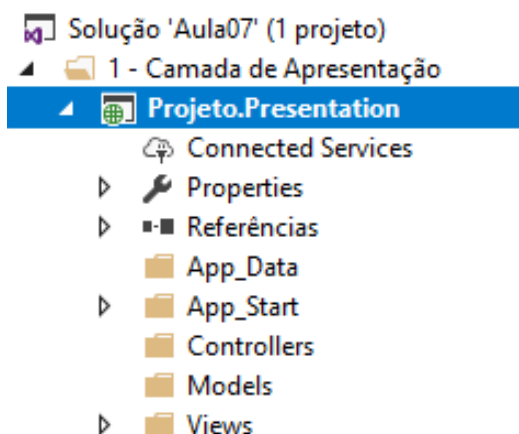 Solução 'Aula07' (1 projeto)
1 - Camada de Apresentação
Projeto.Presentation
Connected Services
Properties
Referências
App_Data
App_Start
Controllers
Models
Views